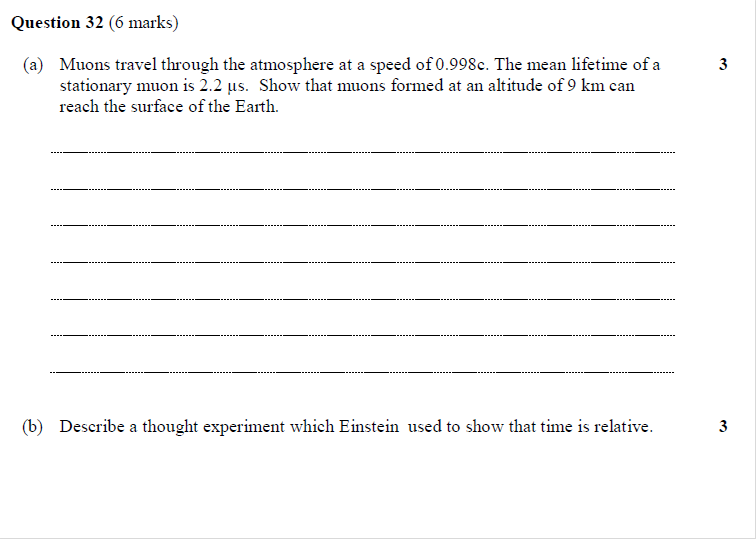 Question 32 (6 marks)
(a) Muons travel through the atmosphere at a speed of 0.998c. The mean lifetime of a 3
stationary muon is 2.2 μs. Show that muons formed at an altitude of 9 km can
reach the surface of the Earth.
(b) Describe a thought experiment which Einstein used to show that time is relative. 3